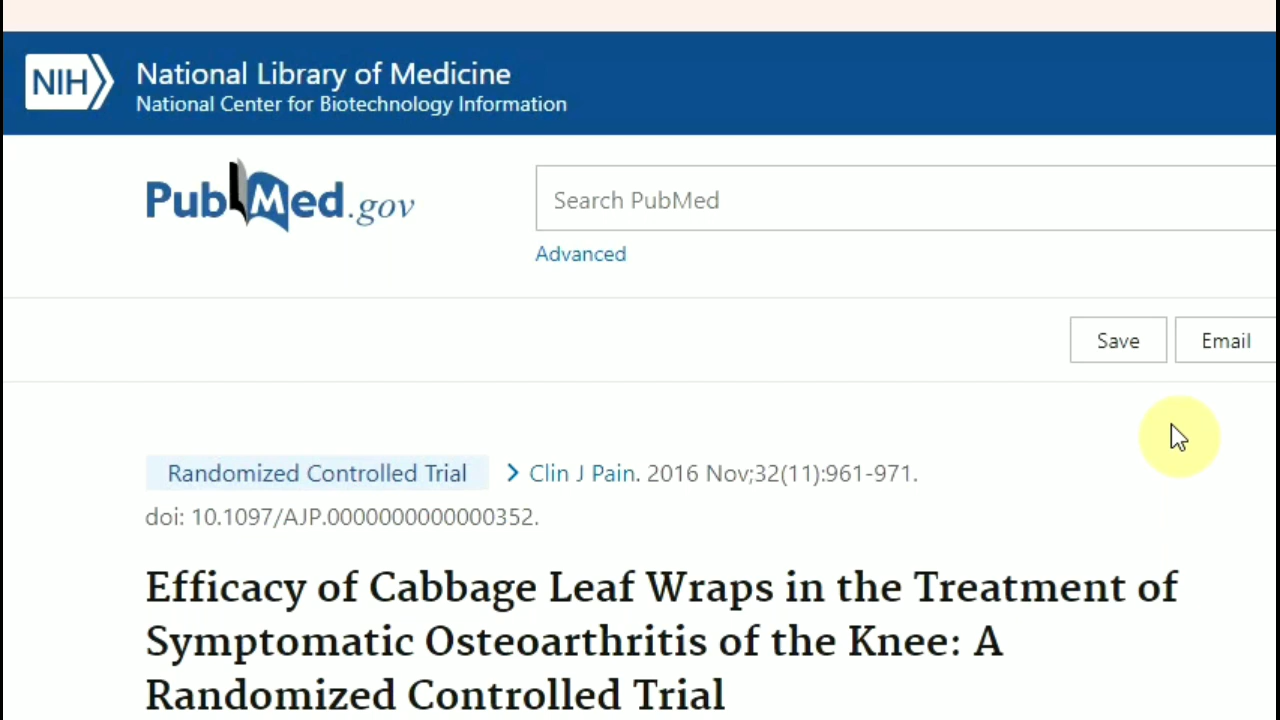 NIH
National Library of Medicine
National Center for Biotechnology Information
PubMed.gov
Search PubMed
Advanced
Save
Email
Randomized Controlled Trial
Clin J Pain. 2016 Nov;32(11):961-971.
doi: 10.1097/AJP.0000000000000352.
Efficacy of Cabbage Leaf Wraps in the Treatment of
Symptomatic Osteoarthritis of the Knee: A
Randomized Controlled Trial